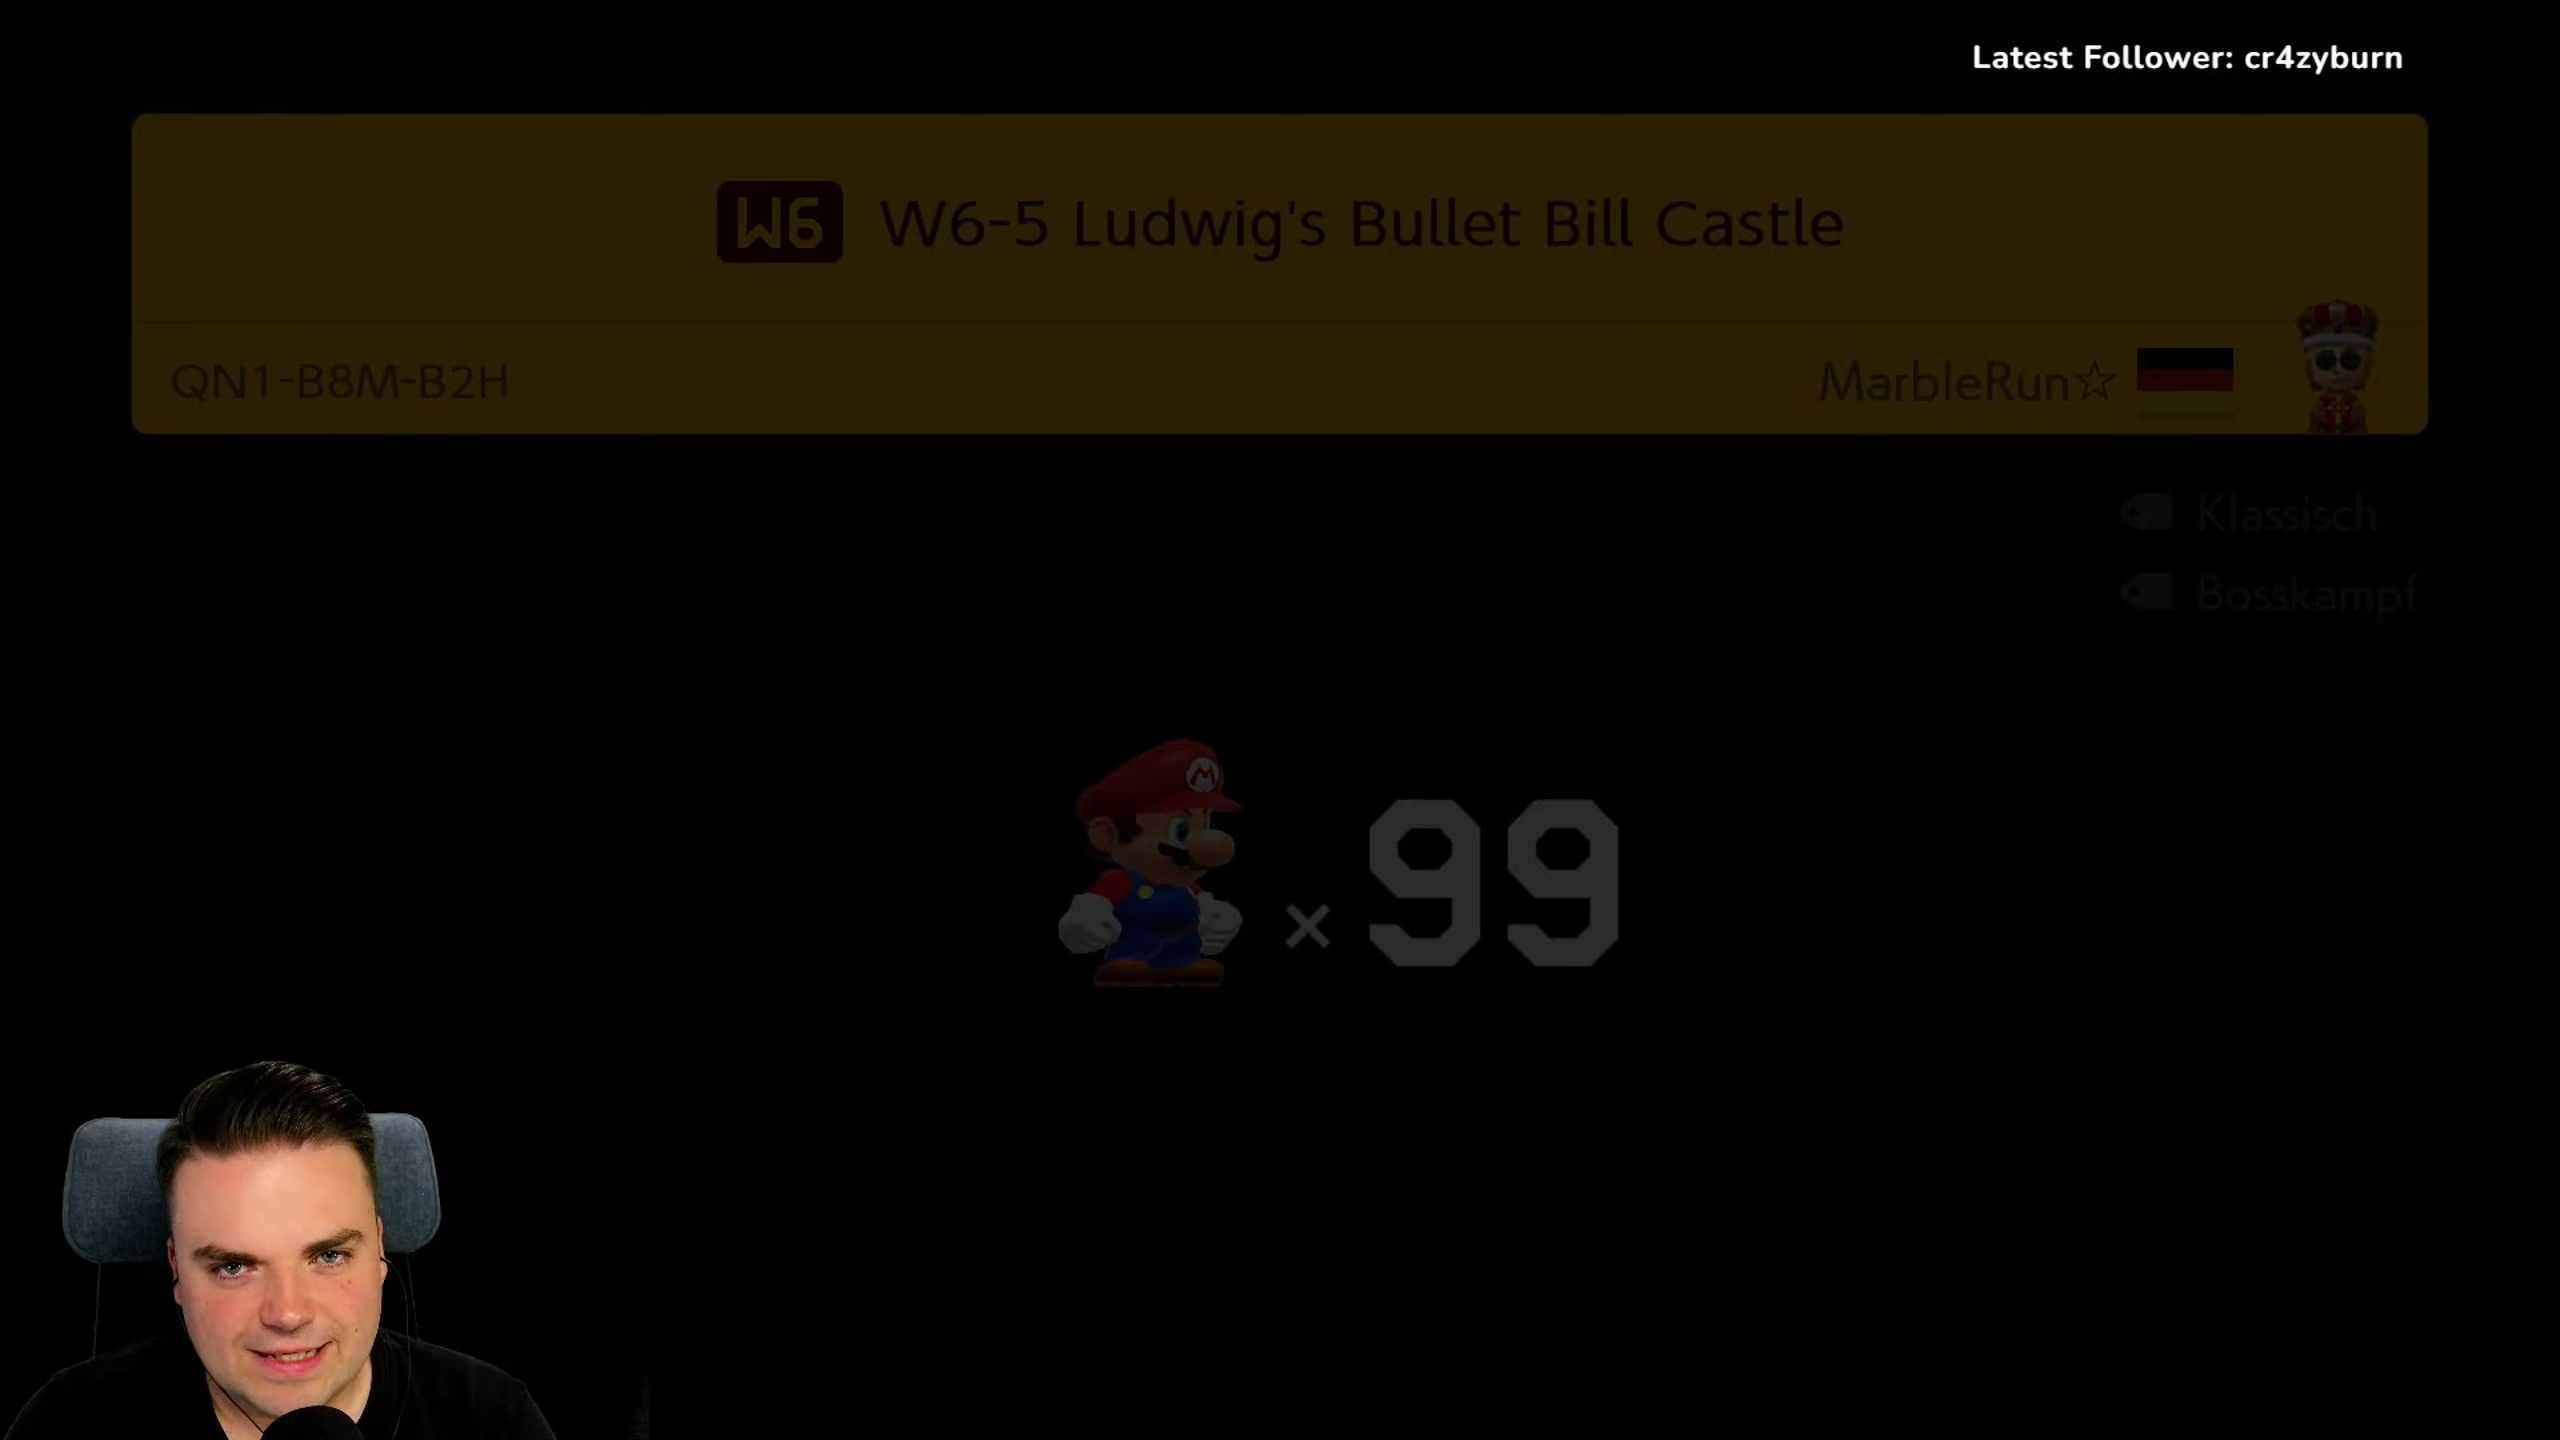 Latest Follower: cr4zyburn
W6 W6-5 Ludwig's Bullet Bill Castle
QN1-B8M-B2H
MarbleRun☆
Klassisch
Bosskampf
M
× 99